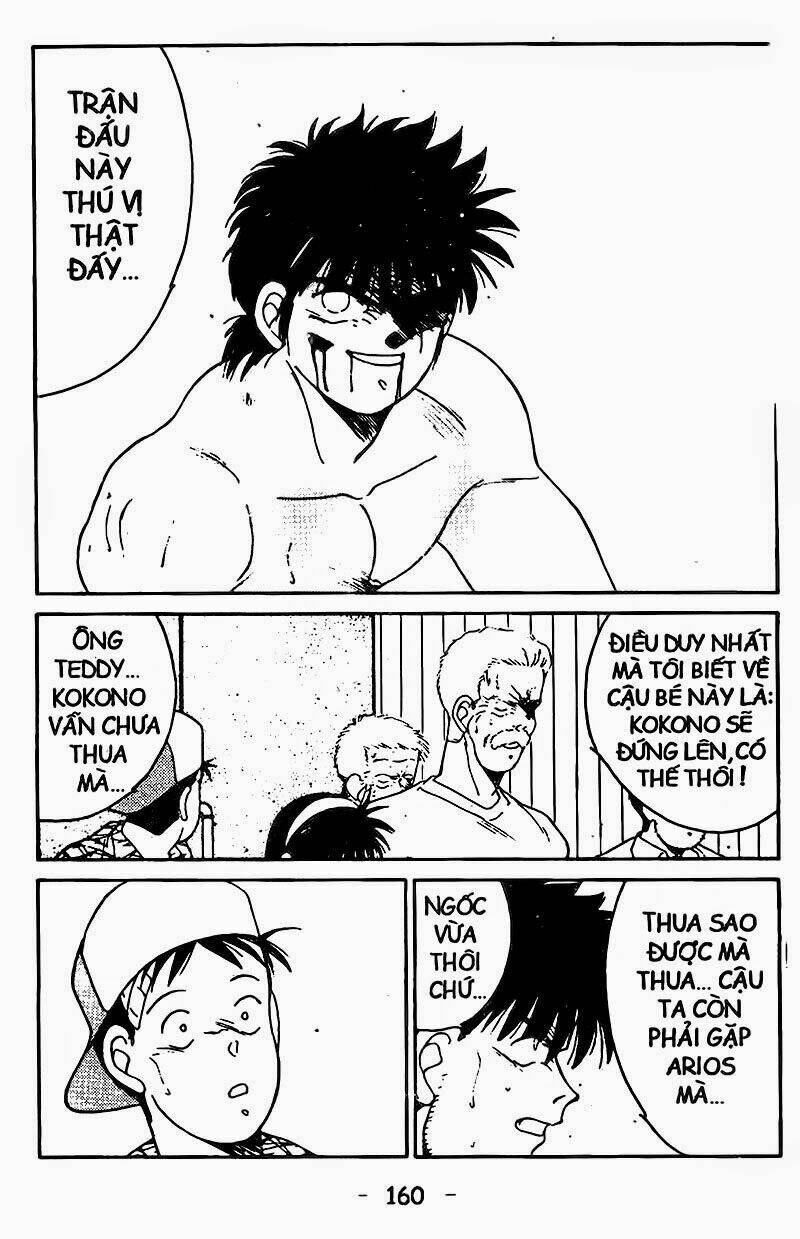 TRẬN
ĐẤU
NÀY
THÚ VỊ
THẬT
ĐẤY...
ÔNG
TEDDY...
KOKONO
VẪN CHƯA
THUA
MÀ...
ĐIỀU DUY NHẤT
MÀ TÔI BIẾT VỀ
CẬU BÉ NÀY LÀ:
KOKONO SẼ
ĐỨNG LÊN, CÓ
THẾ THÔI!
NGỐC
VỪA
THÔI
CHỨ...
THUA SAO
ĐƯỢC MÀ
THUA... CẬU
TA CÒN
PHẢI GẶP
ARIOS
MÀ...
- 160 -